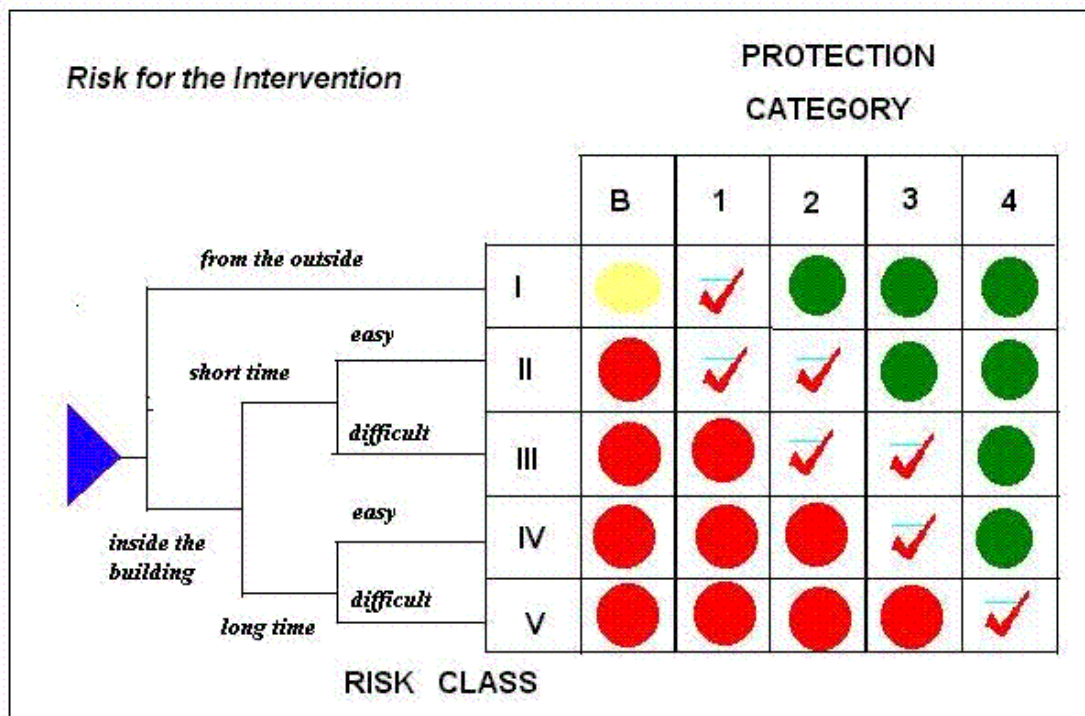 Risk for the Intervention
PROTECTION
CATEGORY
B 1 2 3 4
from the outside
I
easy
short time
II
difficult
III
easy
inside the
building
IV
difficult
long time
V
RISK CLASS